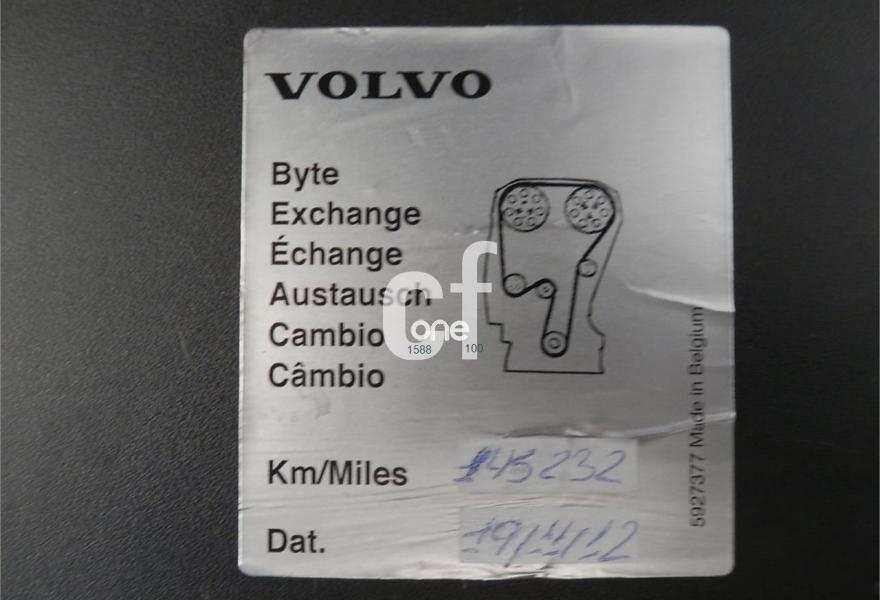 VOLVO
Byte
Exchange
Échange
Austausch
Cambio
Câmbio
cf
one
1588 100
Km/Miles 145232
Dat. 19/4/12
5927377 Made in Belgium